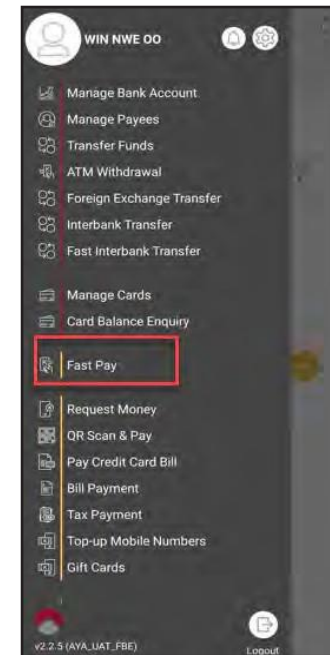 WIN NWE OO
Manage Bank Account
Manage Payees
Transfer Funds
ATM Withdrawal
Foreign Exchange Transfer
Interbank Transfer
Fast Interbank Transfer
Manage Cards
Card Balance Enquiry
Fast Pay
Request Money
QR Scan & Pay
Pay Credit Card Bill
Bill Payment
Tax Payment
Top-up Mobile Numbers
Gift Cards
v2.2.5 (AYA_UAT_FBE)
Logout